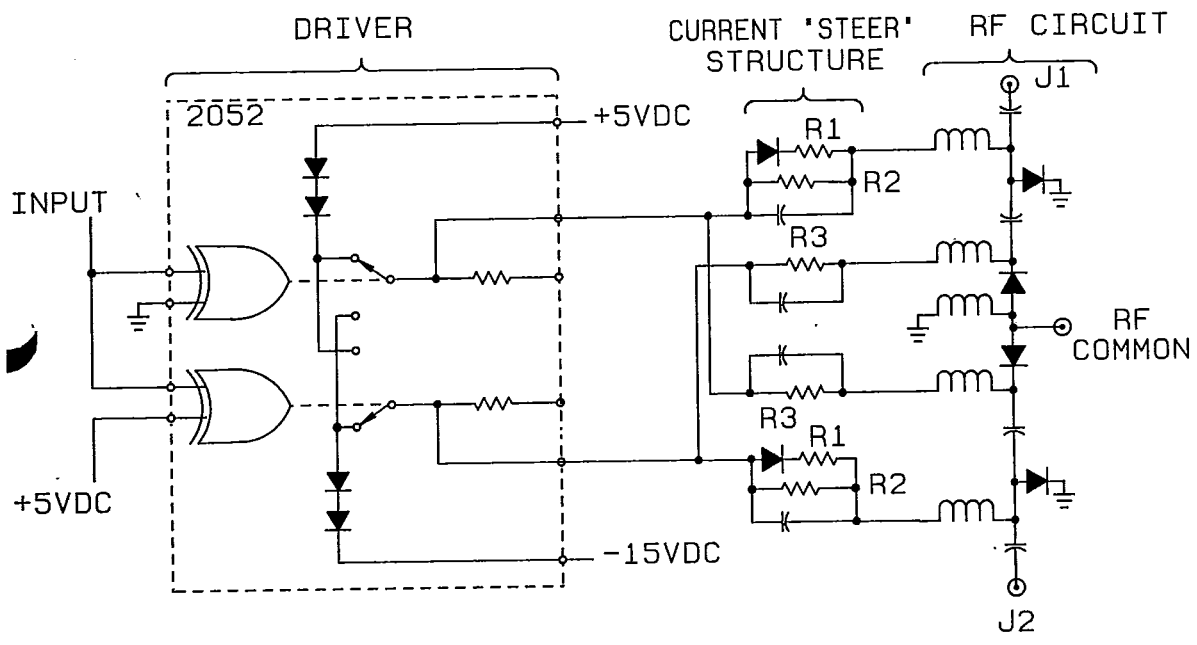 DRIVER
CURRENT "STEER"
STRUCTURE
RF CIRCUIT
J1
2052
+5VDC
R1
R2
INPUT
R3
RF
COMMON
R3
R1
R2
+5VDC
-15VDC
J2